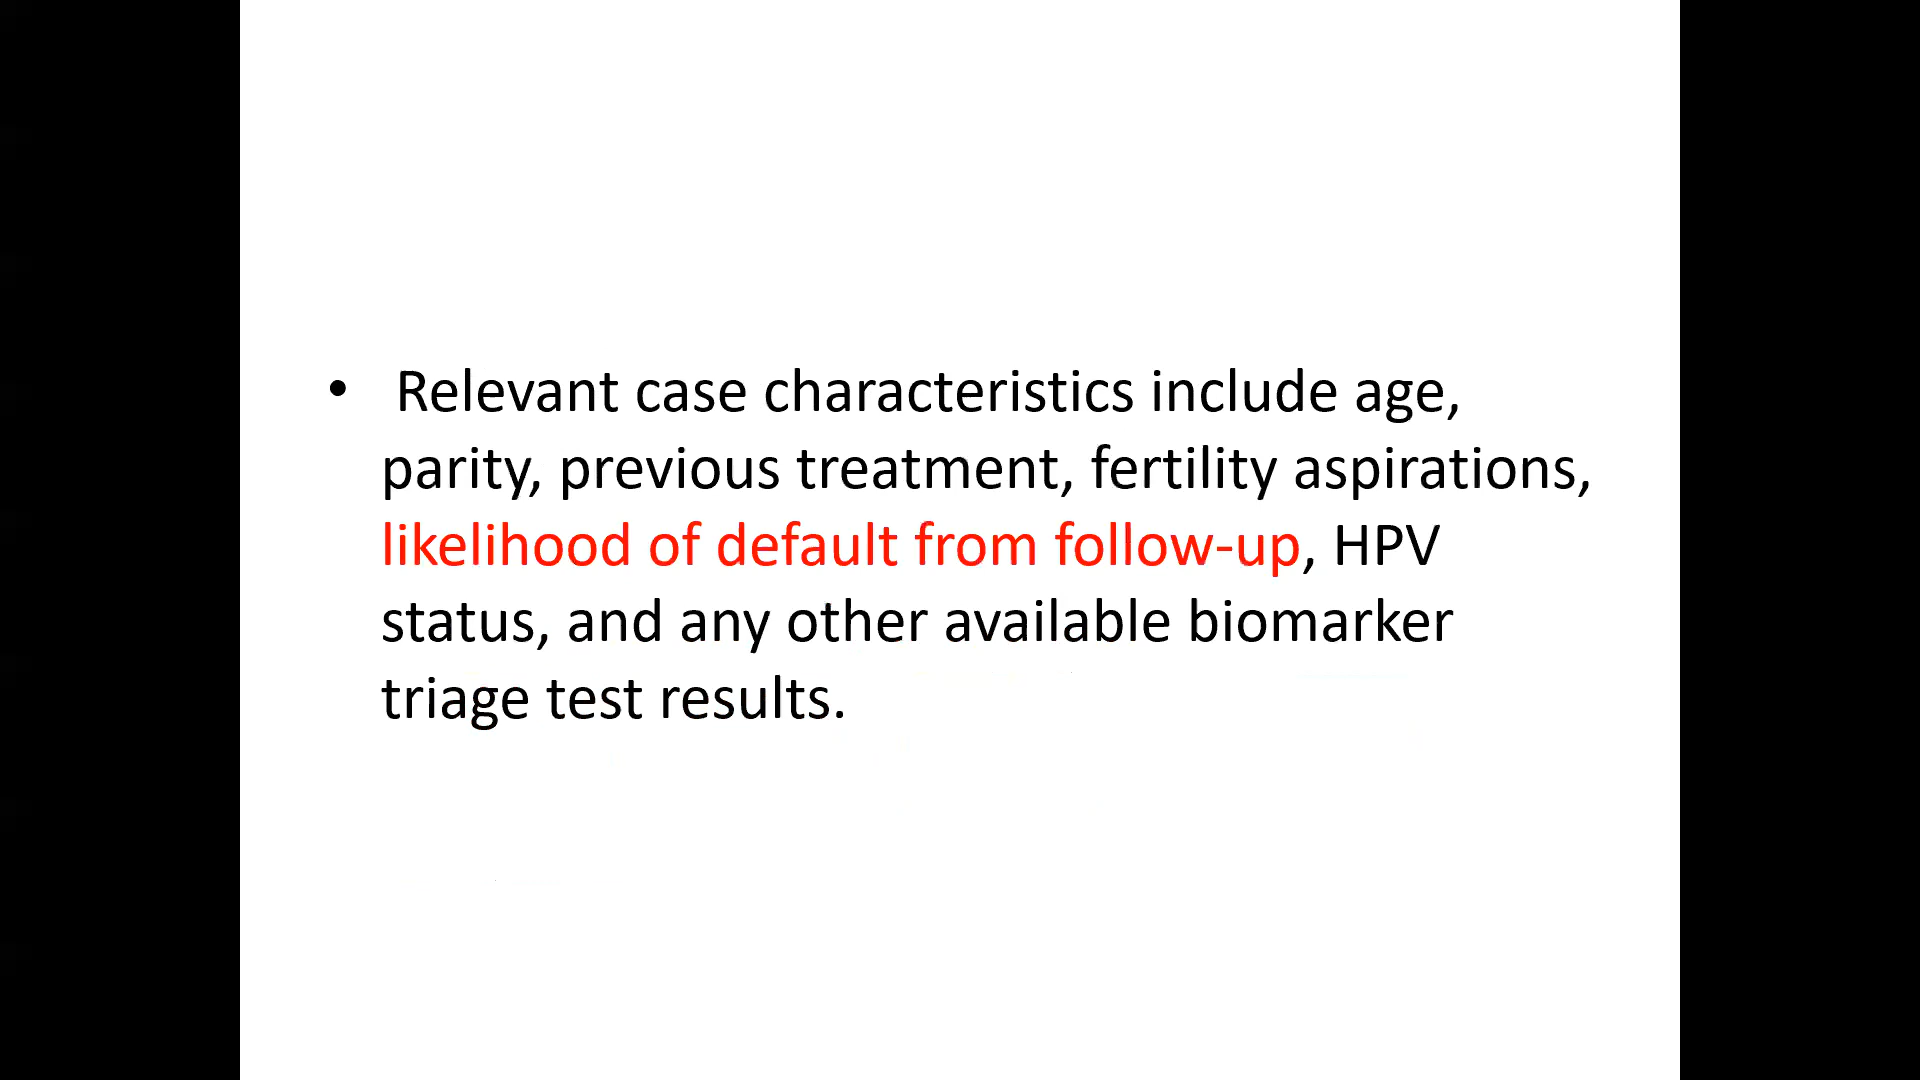 • Relevant case characteristics include age,
parity, previous treatment, fertility aspirations,
likelihood of default from follow-up, HPV
status, and any other available biomarker
triage test results.